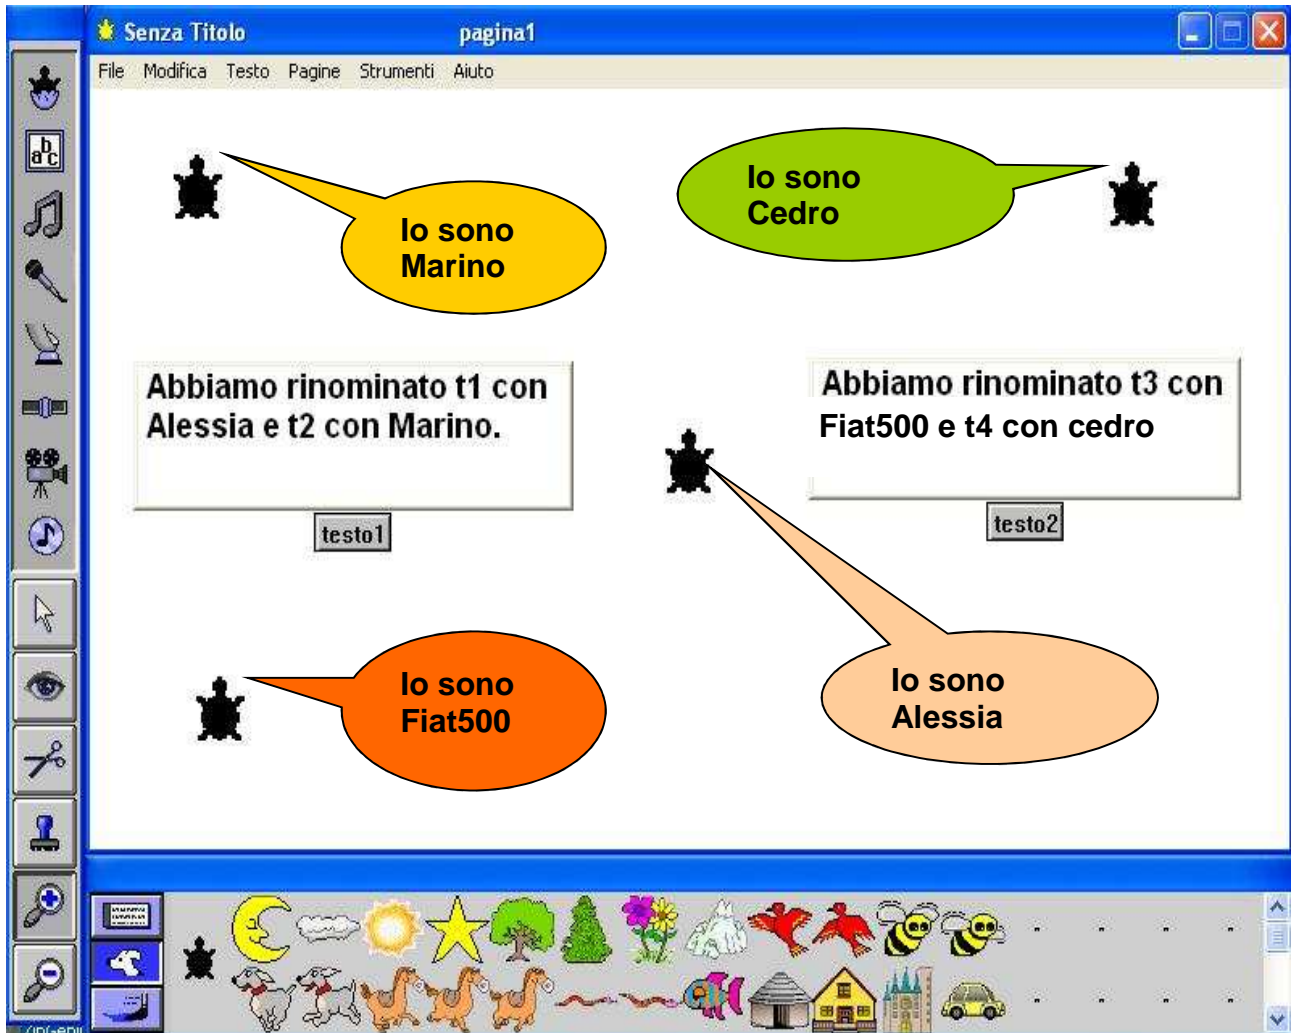 Senza Titolo pagina1
File Modifica Testo Pagine Strumenti Aiuto
a b c
Io sono
Marino
Io sono
Cedro
Abbiamo rinominato t1 con
Alessia e t2 con Marino.
testo1
Abbiamo rinominato t3 con
Fiat500 e t4 con cedro
testo2
Io sono
Fiat500
Io sono
Alessia